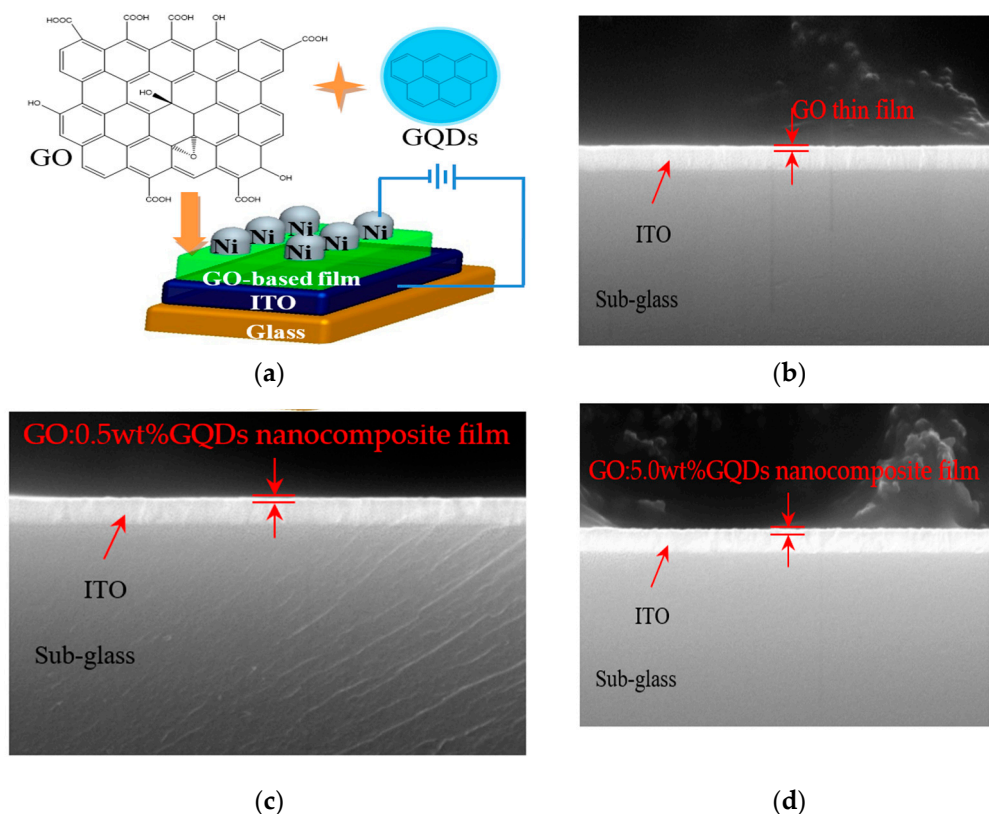 HOOC
COOH
COOH
OH
COOH
HO
HO
O
GO
OH
COOH
COOH
GQDs
Ni
Ni
Ni
Ni
Ni
Ni
GO-based film
ITO
Glass
(a)
GO thin film
ITO
Sub-glass
(b)
GO:0.5wt%GQDs nanocomposite film
ITO
Sub-glass
(c)
GO:5.0wt%GQDs nanocomposite film
ITO
Sub-glass
(d)